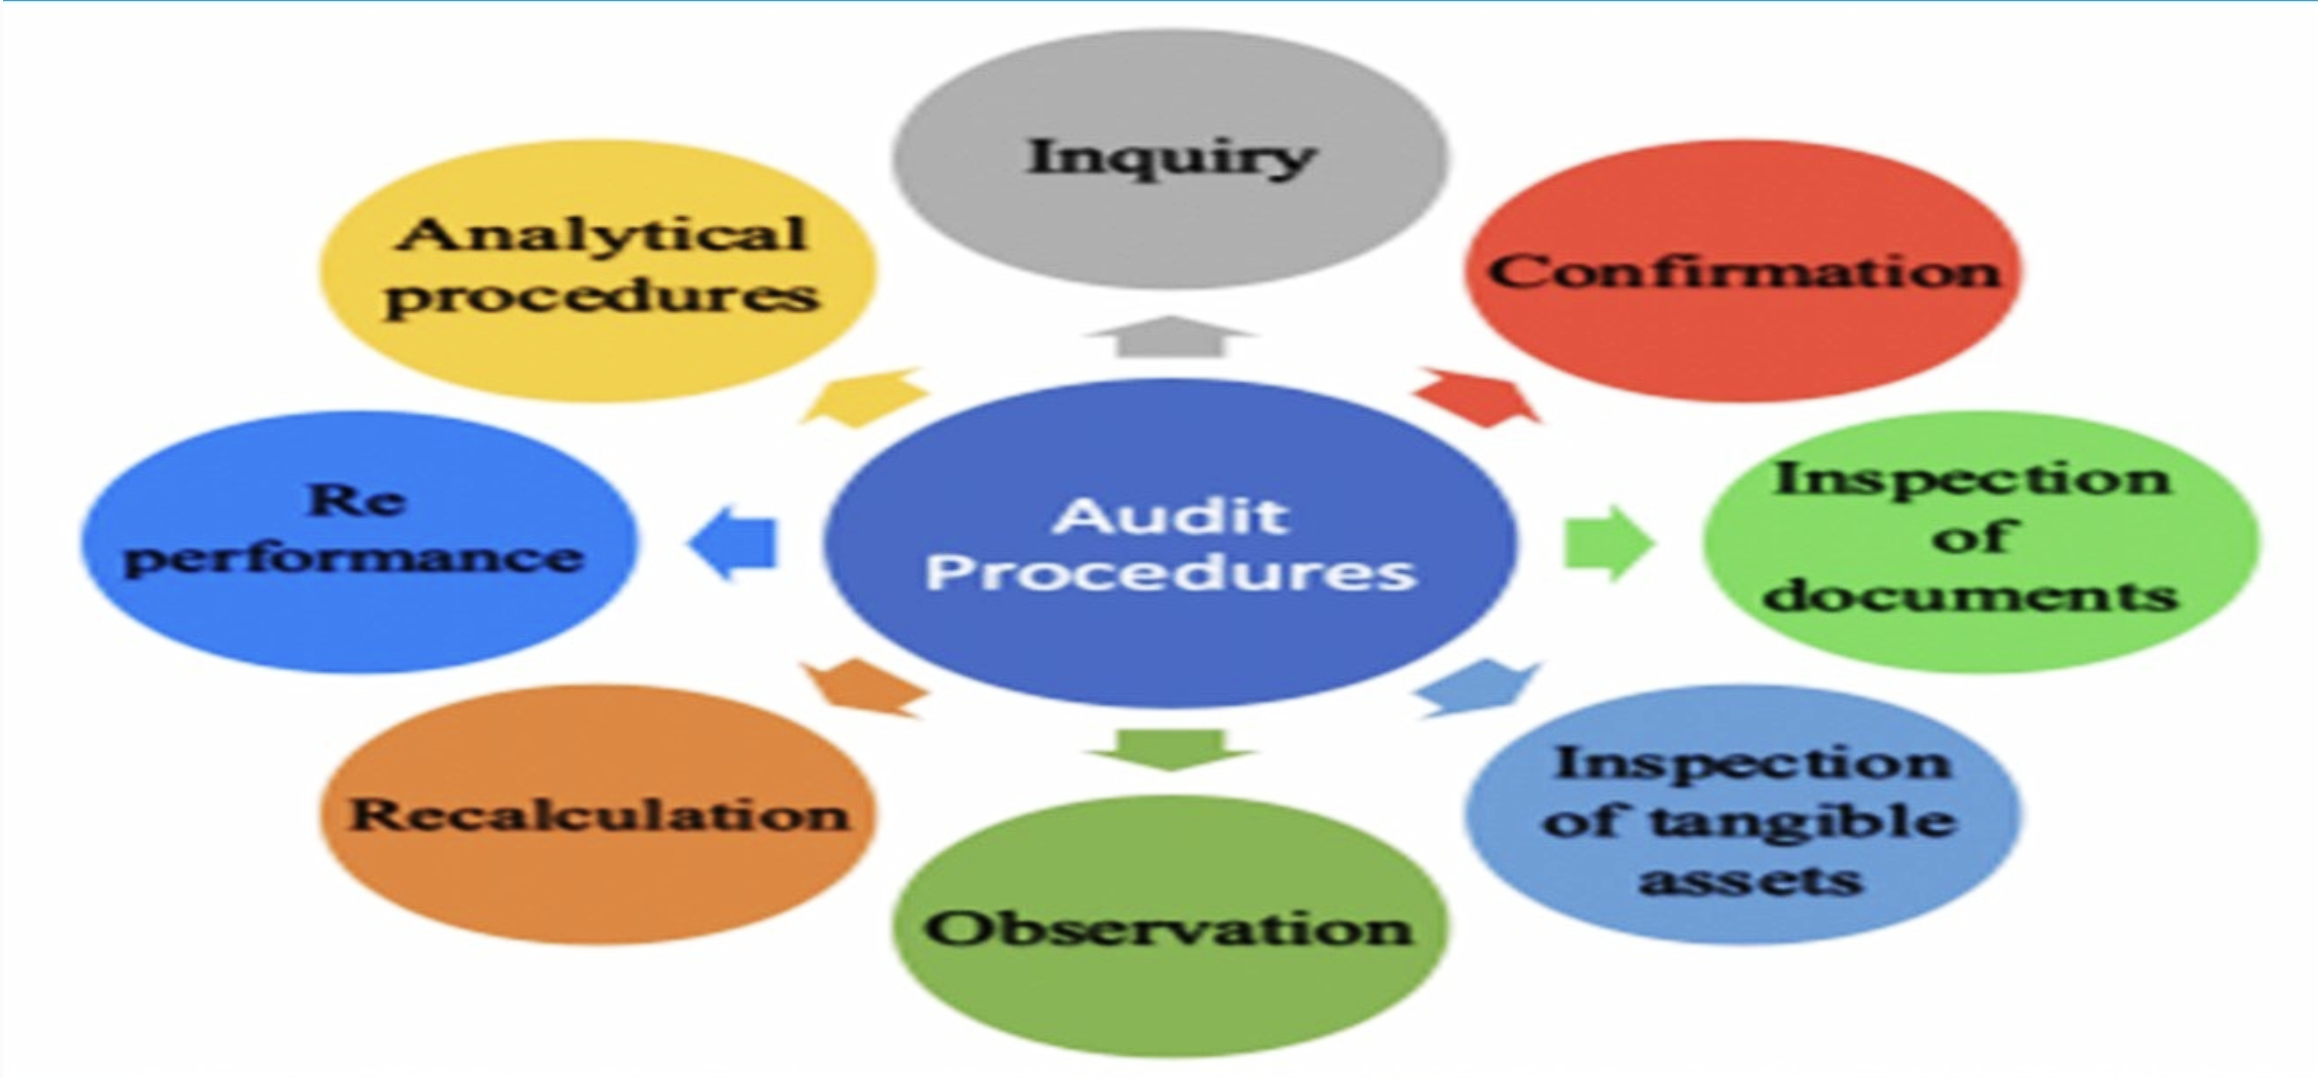 Inquiry
Analytical
procedures
Confirmation
Re
performance
Audit
Procedures
Inspection
of
documents
Recalculation
Inspection
of tangible
assets
Observation